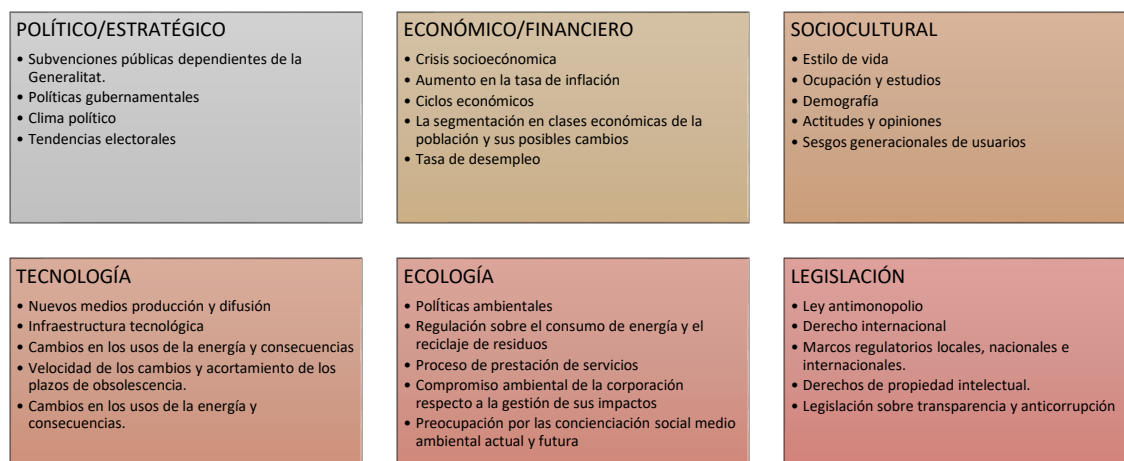 POLÍTICO/ESTRATÉGICO
• Subvenciones públicas dependientes de la
Generalitat.
• Políticas gubernamentales
• Clima político
• Tendencias electorales
ECONÓMICO/FINANCIERO
• Crisis socioecónomica
• Aumento en la tasa de inflación
• Ciclos económicos
• La segmentación en clases económicas de la
población y sus posibles cambios
• Tasa de desempleo
SOCIOCULTURAL
• Estilo de vida
• Ocupación y estudios
• Demografía
• Actitudes y opiniones
• Sesgos generacionales de usuarios
TECNOLOGÍA
• Nuevos medios producción y difusión
• Infraestructura tecnológica
• Cambios en los usos de la energía y consecuencias
• Velocidad de los cambios y acortamiento de los
plazos de obsolescencia.
• Cambios en los usos de la energía y
consecuencias.
ECOLOGÍA
• Políticas ambientales
• Regulación sobre el consumo de energía y el
reciclaje de residuos
• Proceso de prestación de servicios
• Compromiso ambiental de la corporación
respecto a la gestión de sus impactos
• Preocupación por las concienciación social medio
ambiental actual y futura
LEGISLACIÓN
• Ley antimonopolio
• Derecho internacional
• Marcos regulatorios locales, nacionales e
internacionales.
• Derechos de propiedad intelectual.
• Legislación sobre transparencia y anticorrupción